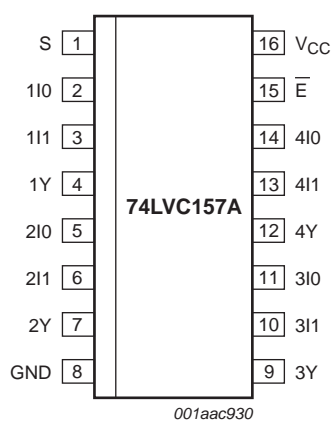 S 1 16 VCC
1I0 2 15 E̅
1I1 3 14 4I0
1Y 4 13 4I1
74LVC157A
2I0 5 12 4Y
2I1 6 11 3I0
2Y 7 10 3I1
GND 8 9 3Y
001aac930